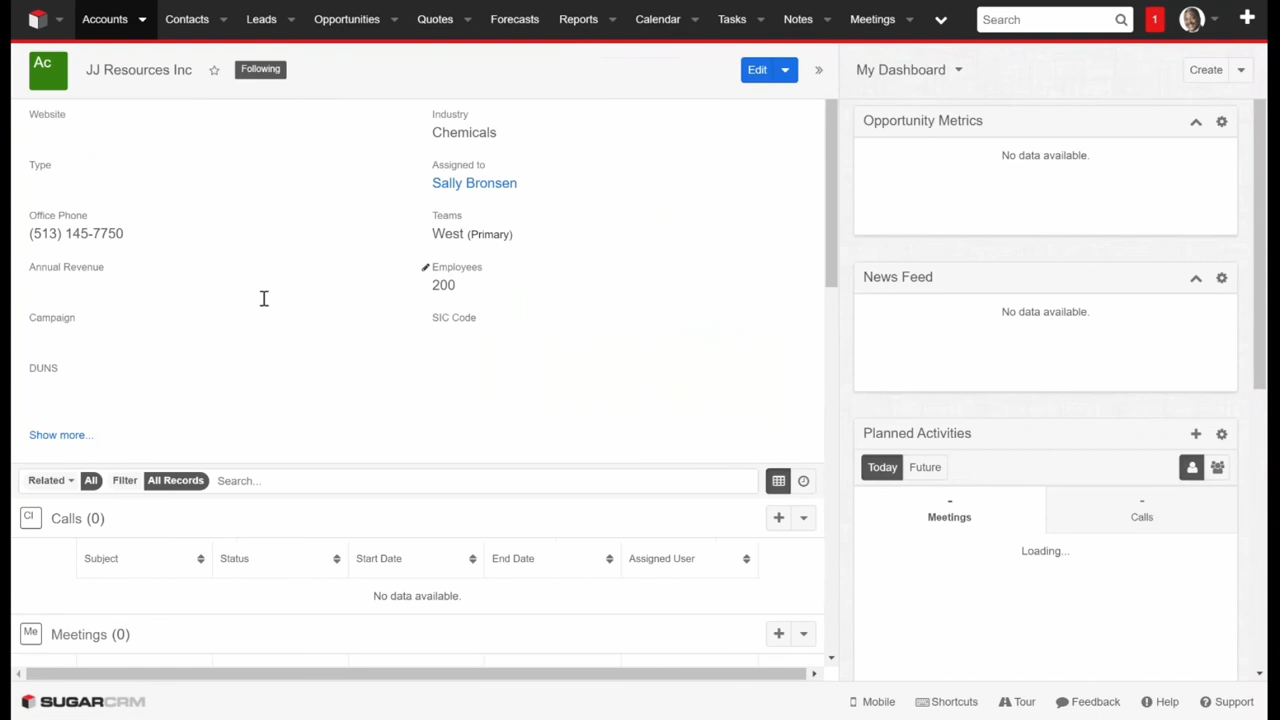 Accounts Contacts Leads Opportunities Quotes Forecasts Reports Calendar Tasks Notes Meetings Search 1
Ac JJ Resources Inc Following Edit My Dashboard Create
Website Industry
Chemicals
Type Assigned to
Sally Bronsen
Office Phone Teams
(513) 145-7750 West (Primary)
Annual Revenue Employees
200
Campaign SIC Code
DUNS
Show more...
Related All Filter All Records Search...
Cl Calls (0)
Subject Status Start Date End Date Assigned User
No data available.
Me Meetings (0)
Opportunity Metrics
No data available.
News Feed
No data available.
Planned Activities
Today Future
- -
Meetings Calls
Loading...
SUGARCRM Mobile Shortcuts Tour Feedback Help Support